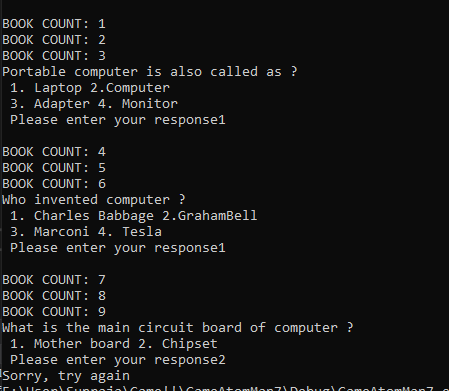 BOOK COUNT: 1
BOOK COUNT: 2
BOOK COUNT: 3
Portable computer is also called as ?
1. Laptop 2.Computer
3. Adapter 4. Monitor
Please enter your response1
BOOK COUNT: 4
BOOK COUNT: 5
BOOK COUNT: 6
Who invented computer ?
1. Charles Babbage 2.GrahamBell
3. Marconi 4. Tesla
Please enter your response1
BOOK COUNT: 7
BOOK COUNT: 8
BOOK COUNT: 9
What is the main circuit board of computer ?
1. Mother board 2. Chipset
Please enter your response2
Sorry, try again